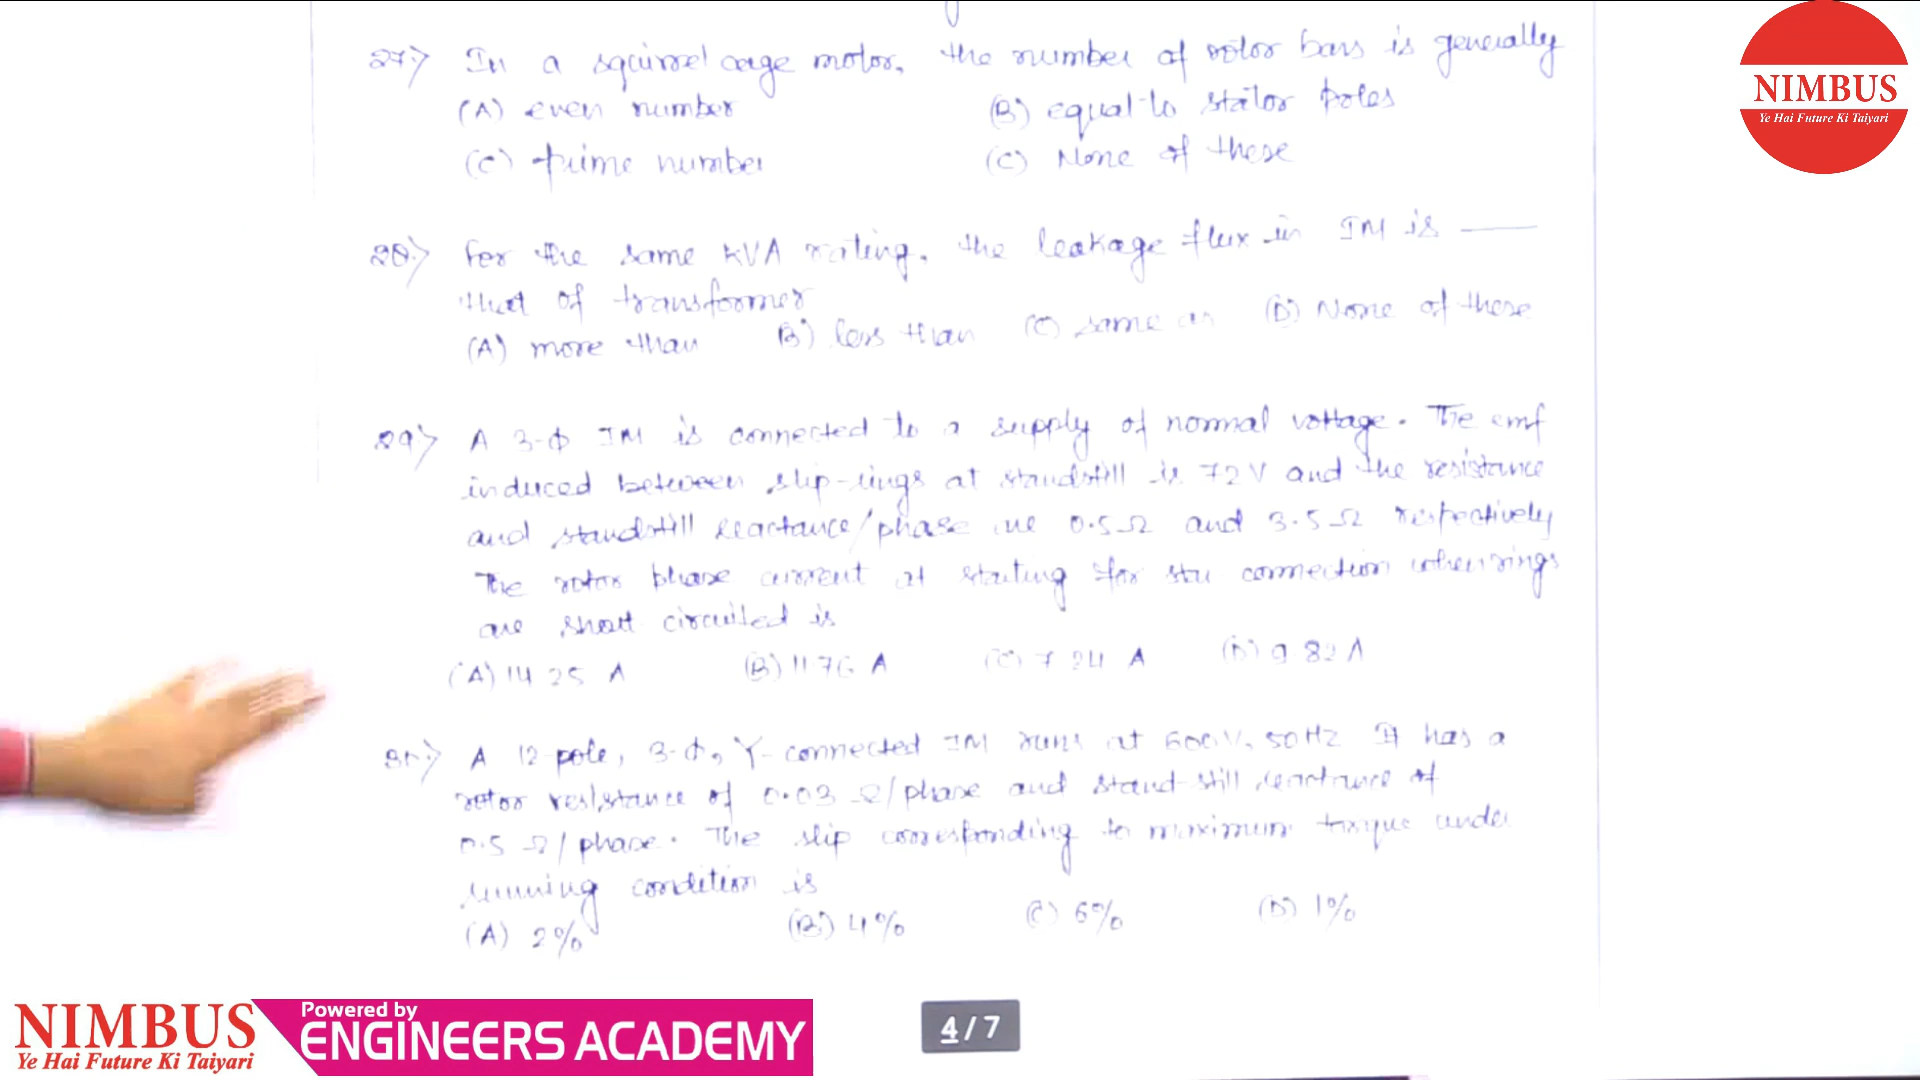 27) In a squirrel cage motor, the number of rotor bars is generally
(A) even number (B) equal to stator poles
(C) prime number (C) None of these
28) For the same KVA rating, the leakage flux in IM is ——
that of transformer
(A) more than (B) less than (C) same as (D) None of these
29) A 3-ϕ IM is connected to a supply of normal voltage. The emf
induced between slip-rings at standstill is 72V and the resistance
and standstill reactance/phase are 0.5Ω and 3.5Ω respectively
The rotor phase current at starting for star connection when rings
are short circuited is
(A) 14.25 A (B) 11.76 A (C) 7.24 A (D) 9.82 A
30) A 12-pole, 3-ϕ, Y-connected IM runs at 600V, 50Hz It has a
rotor resistance of 0.03 Ω/phase and stand-still reactance of
0.5 Ω/phase. The slip corresponding to maximum torque under
running condition is
(A) 2% (B) 4% (C) 6% (D) 1%
NIMBUS
Ye Hai Future Ki Taiyari
NIMBUS
Ye Hai Future Ki Taiyari
Powered by
ENGINEERS ACADEMY
4 / 7